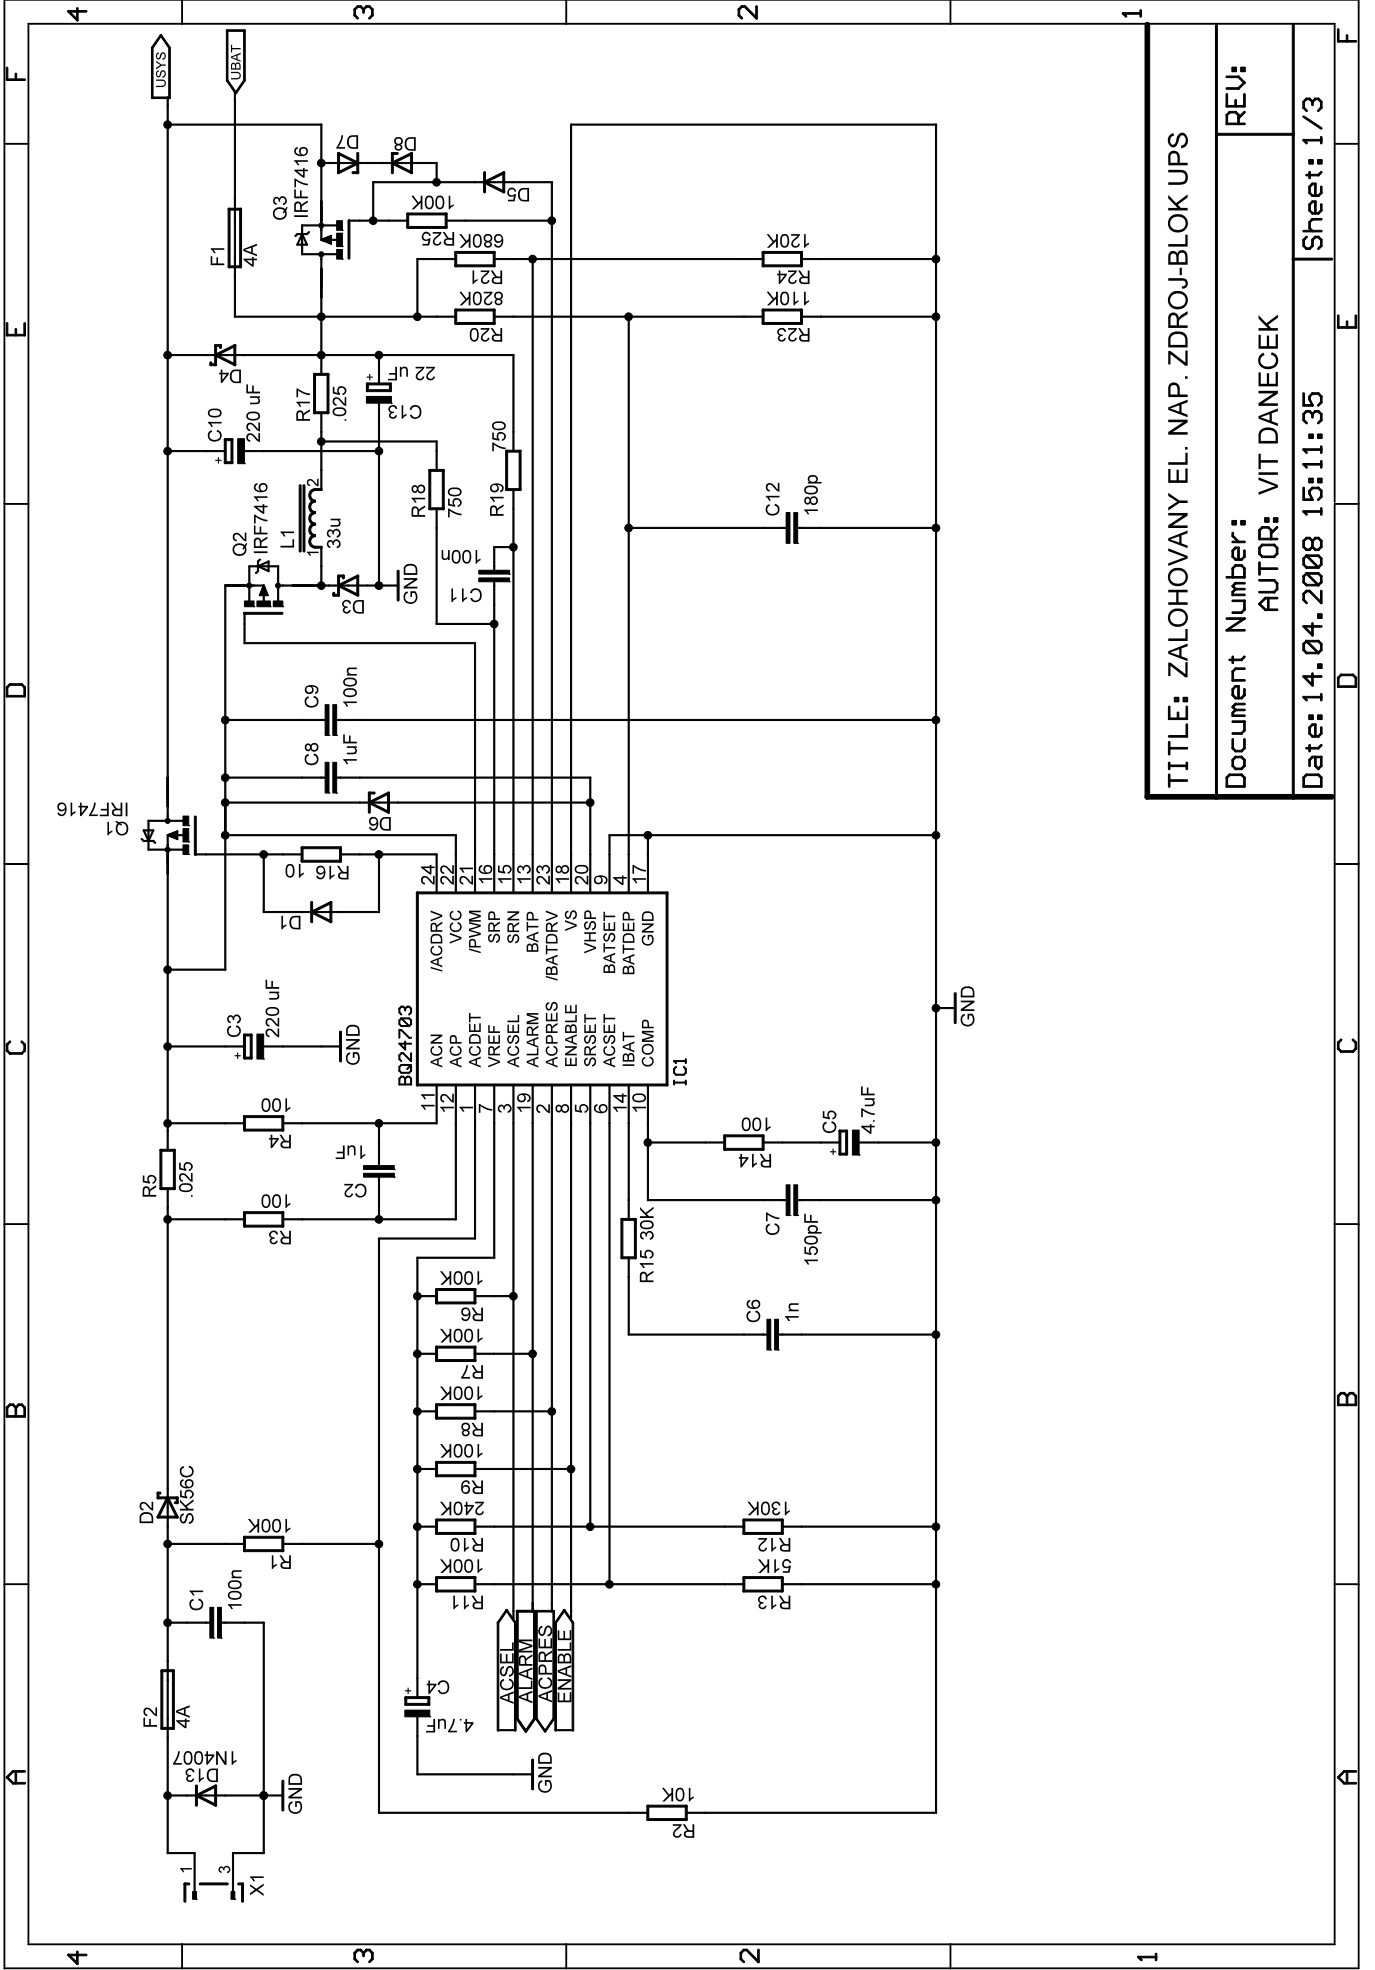 A
B
C
D
E
F
4
3
2
1
X1
1
3
D13
1N4007
GND
F2
4A
C1
100n
R1
100K
D2
SK56C
R3
100
R5
.025
R4
100
C2
1uF
C3
220 uF
GND
Q1
IRF7416
D1
R16
10
D6
C8
1uF
C9
100n
Q2
IRF7416
L1
1
2
33u
D3
GND
C10
220 uF
R17
.025
D4
C13
22 uF
R18
750
R19
750
C11
100n
F1
4A
Q3
IRF7416
D7
D8
D5
R25
100K
R21
680K
R20
820K
R24
120K
R23
110K
C12
180p
USYS
UBAT
BQ24703
IC1
11 ACN /ACDRV 24
12 ACP VCC 22
1 ACDET /PWM 21
7 VREF SRP 16
3 ACSEL SRN 15
19 ALARM BATP 13
2 ACPRES /BATDRV 23
8 ENABLE VS 18
5 SRSET VHSP 20
6 ACSET BATSET 9
14 IBAT BATDEP 4
10 COMP GND 17
R6
100K
R7
100K
R8
100K
R9
100K
R10
240K
R11
100K
R12
130K
R13
51K
C4
4.7uF
GND
ACSEL
ALARM
ACPRES
ENABLE
R2
10K
R15 30K
C6
1n
C7
150pF
R14
100
C5
4.7uF
GND
TITLE: ZALOHOVANY EL. NAP. ZDROJ-BLOK UPS
Document Number:
REV:
AUTOR: VIT DANECEK
Date: 14.04.2008 15:11:35
Sheet: 1/3
4
3
2
1
A
B
C
D
E
F